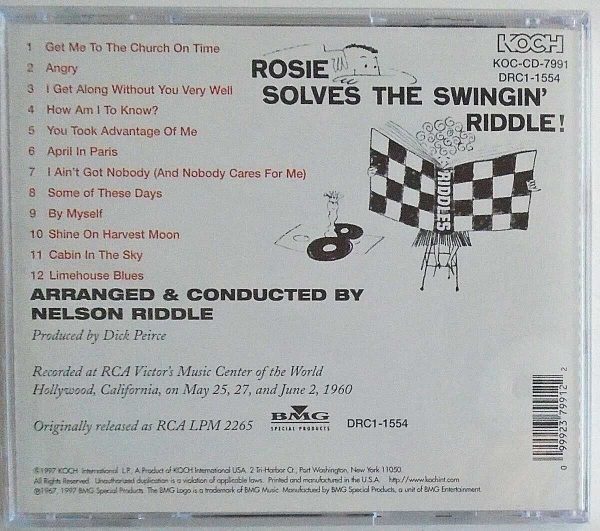 KOCH
KOC-CD-7991
DRC1-1554
ROSIE
SOLVES THE SWINGIN'
RIDDLE!
1 Get Me To The Church On Time
2 Angry
3 I Get Along Without You Very Well
4 How Am I To Know?
5 You Took Advantage Of Me
6 April In Paris
7 I Ain't Got Nobody (And Nobody Cares For Me)
8 Some of These Days
9 By Myself
10 Shine On Harvest Moon
11 Cabin In The Sky
12 Limehouse Blues
RIDDLES
ARRANGED & CONDUCTED BY
NELSON RIDDLE
Produced by Dick Peirce
Recorded at RCA Victor's Music Center of the World
Hollywood, California, on May 25, 27, and June 2, 1960
Originally released as RCA LPM 2265
BMG
SPECIAL PRODUCTS
DRC1-1554
0 99923 79912 2
©1997 KOCH International L.P. A Product of KOCH International USA. 2 Tri-Harbor Ct., Port Washington, New York 11050.
All Rights Reserved. Unauthorized duplication is a violation of applicable laws. Printed and manufactured in the U.S.A. http://www.kochint.com
℗1967, 1997 BMG Special Products. The BMG Logo is a trademark of BMG Music. Manufactured by BMG Special Products, a unit of BMG Entertainment.